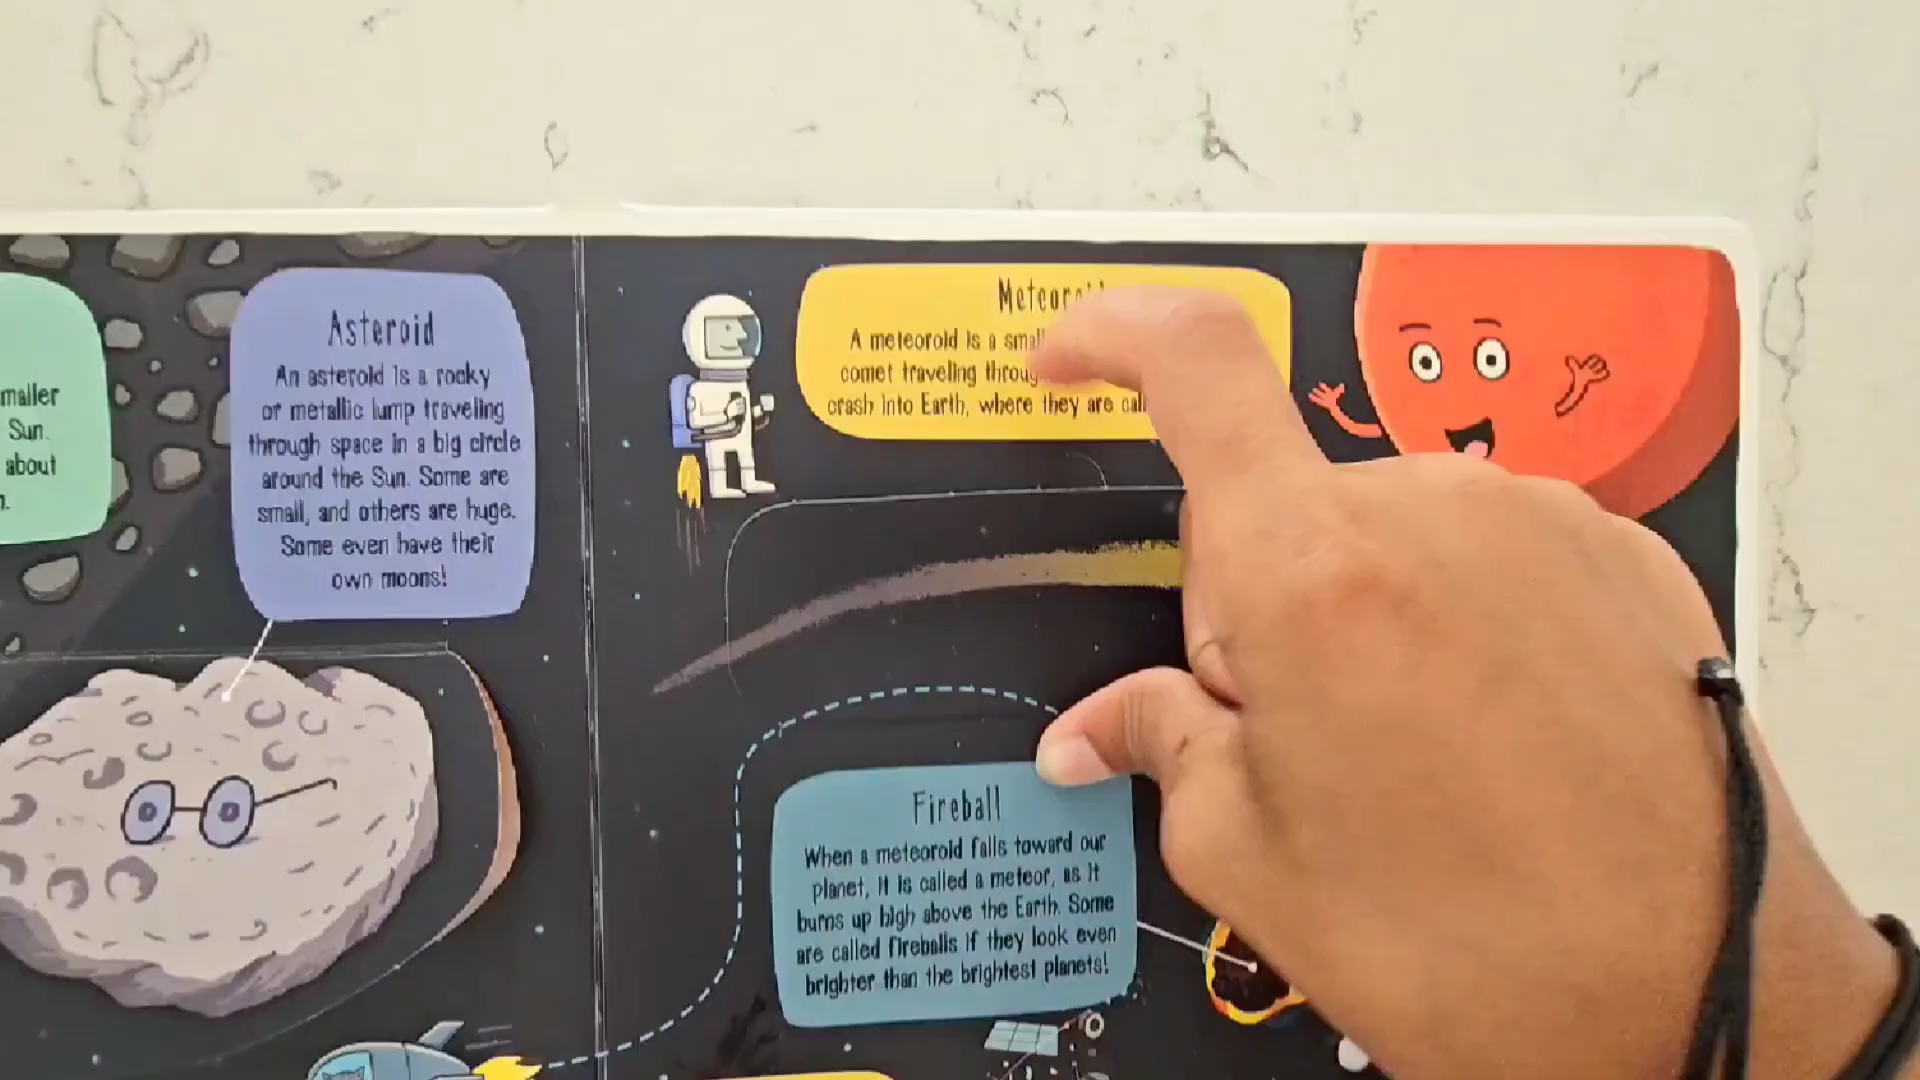 maller
Sun.
about
Asteroid
An asteroid is a rocky
or metallic lump traveling
through space in a big circle
around the Sun. Some are
small, and others are huge.
Some even have their
own moons!
A meteoroid is a small
comet traveling
crash into Earth, where they are
Fireball
When a meteoroid falls toward our
planet, it is called a meteor, as it
burns up high above the Earth. Some
are called fireballs if they look even
brighter than the brightest planets!